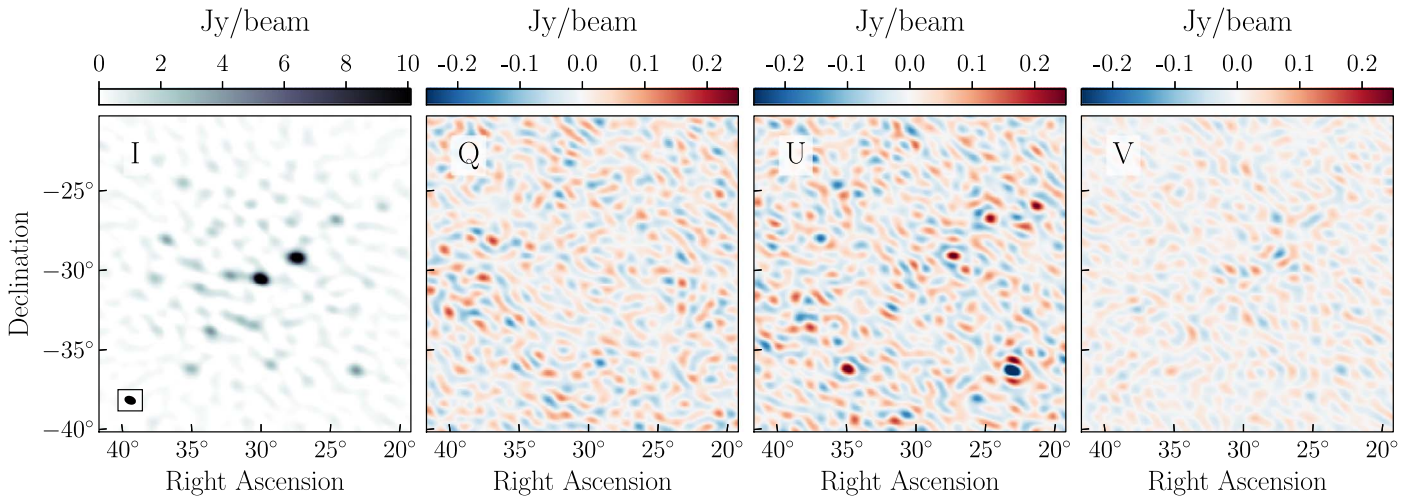 Jy/beam Jy/beam Jy/beam Jy/beam
0 2 4 6 8 10 -0.2 -0.1 0.0 0.1 0.2 -0.2 -0.1 0.0 0.1 0.2 -0.2 -0.1 0.0 0.1 0.2
I Q U V
−25°
−30°
−35°
−40°
Declination
40° 35° 30° 25° 20° 40° 35° 30° 25° 20° 40° 35° 30° 25° 20° 40° 35° 30° 25° 20°
Right Ascension Right Ascension Right Ascension Right Ascension